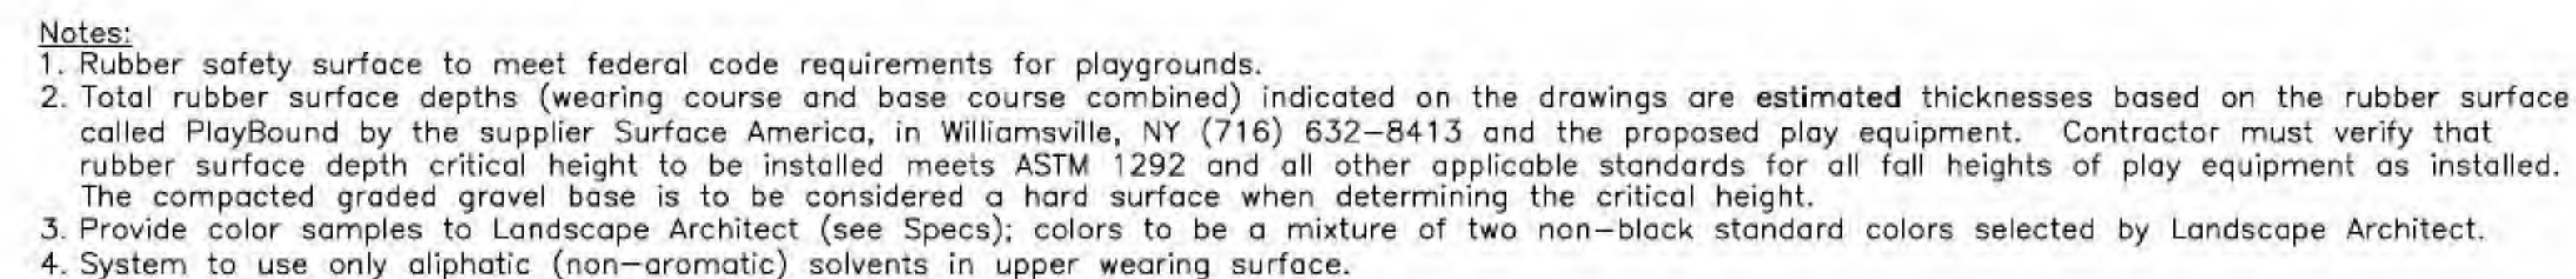 Notes:
1. Rubber safety surface to meet federal code requirements for playgrounds.
2. Total rubber surface depths (wearing course and base course combined) indicated on the drawings are estimated thicknesses based on the rubber surface
called PlayBound by the supplier Surface America, in Williamsville, NY (716) 632-8413 and the proposed play equipment. Contractor must verify that
rubber surface depth critical height to be installed meets ASTM 1292 and all other applicable standards for all fall heights of play equipment as installed.
The compacted graded gravel base is to be considered a hard surface when determining the critical height.
3. Provide color samples to Landscape Architect (see Specs); colors to be a mixture of two non-black standard colors selected by Landscape Architect.
4. System to use only aliphatic (non-aromatic) solvents in upper wearing surface.